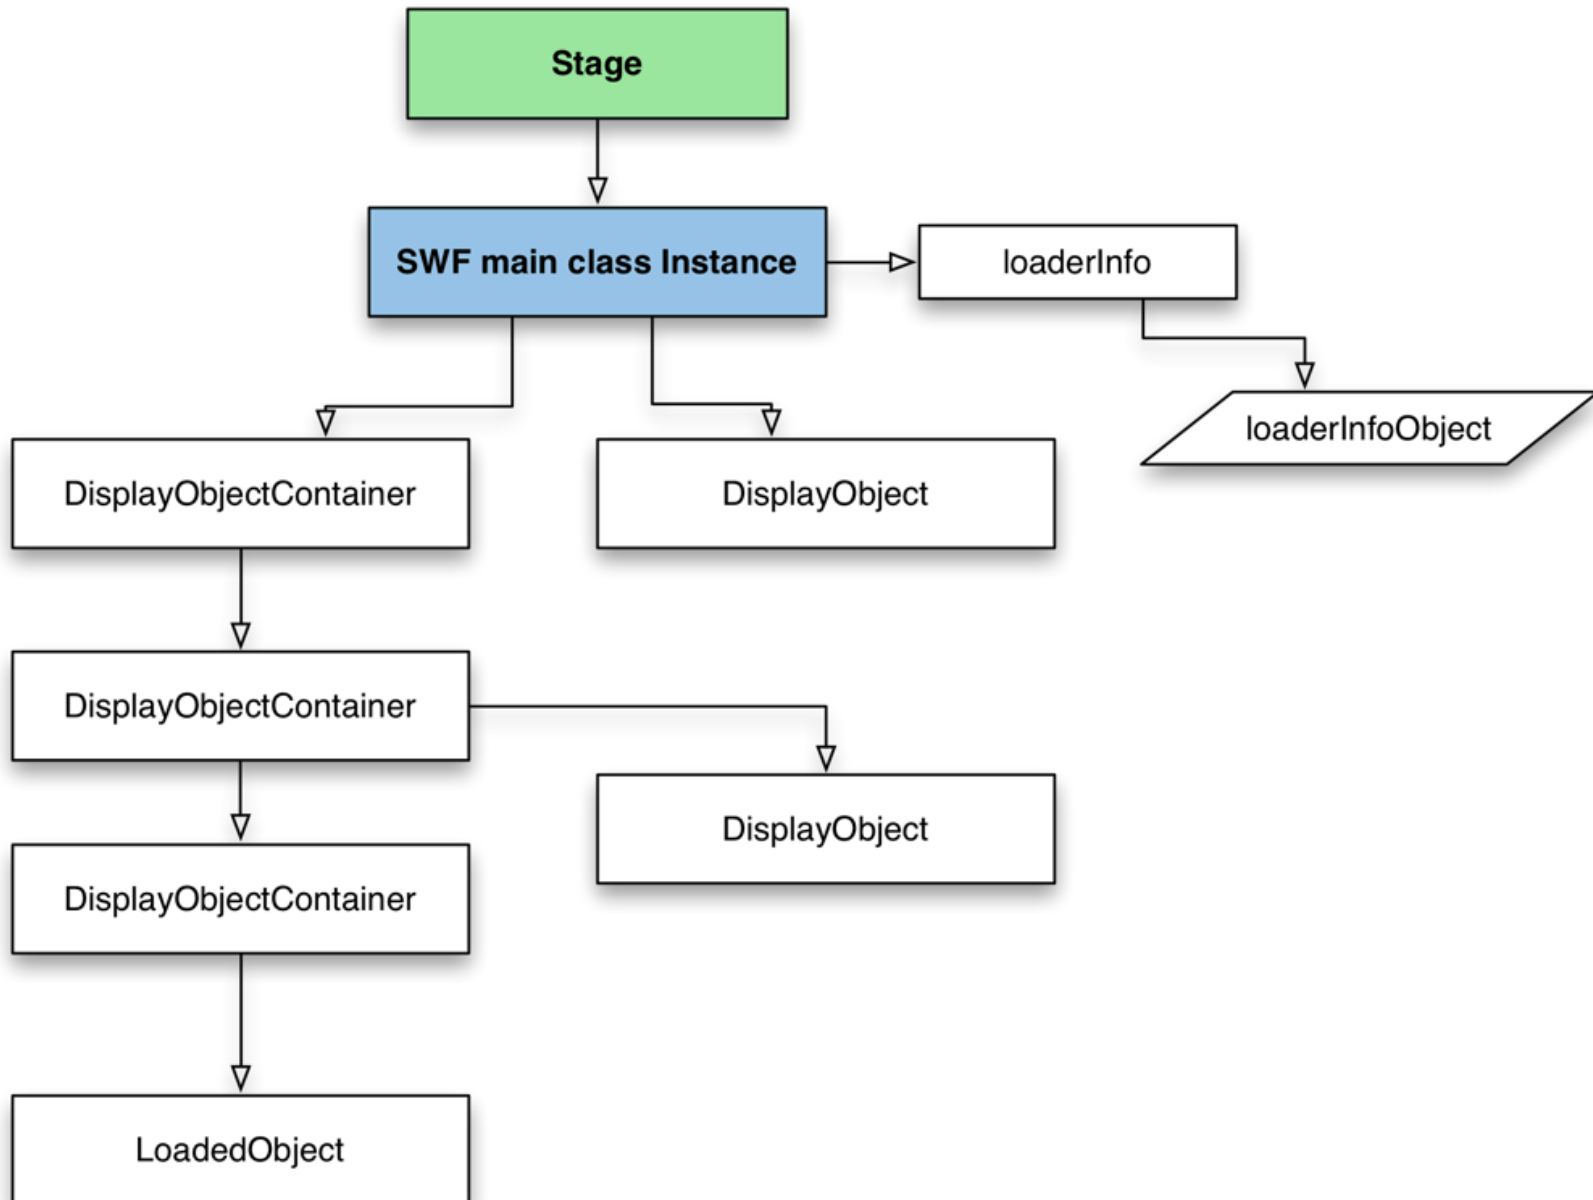 Stage
SWF main class Instance
loaderInfo
loaderInfoObject
DisplayObjectContainer
DisplayObject
DisplayObjectContainer
DisplayObject
DisplayObjectContainer
LoadedObject